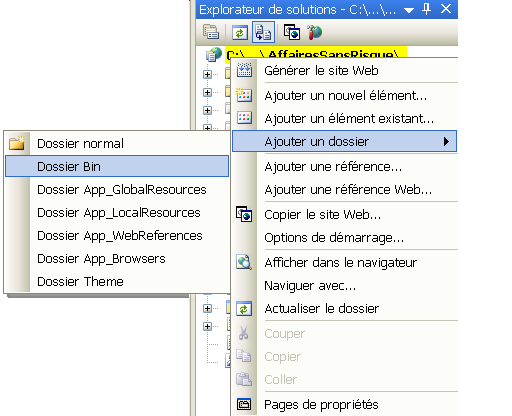 Explorateur de solutions - C:\...\...
C:\...\AffairesSansRisque\
Générer le site Web
Ajouter un nouvel élément...
Ajouter un élément existant...
Ajouter un dossier
Ajouter une référence...
Ajouter une référence Web...
Copier le site Web...
Options de démarrage...
Afficher dans le navigateur
Naviguer avec...
Actualiser le dossier
Couper
Copier
Coller
Pages de propriétés
Dossier normal
Dossier Bin
Dossier App_GlobalResources
Dossier App_LocalResources
Dossier App_WebReferences
Dossier App_Browsers
Dossier Theme